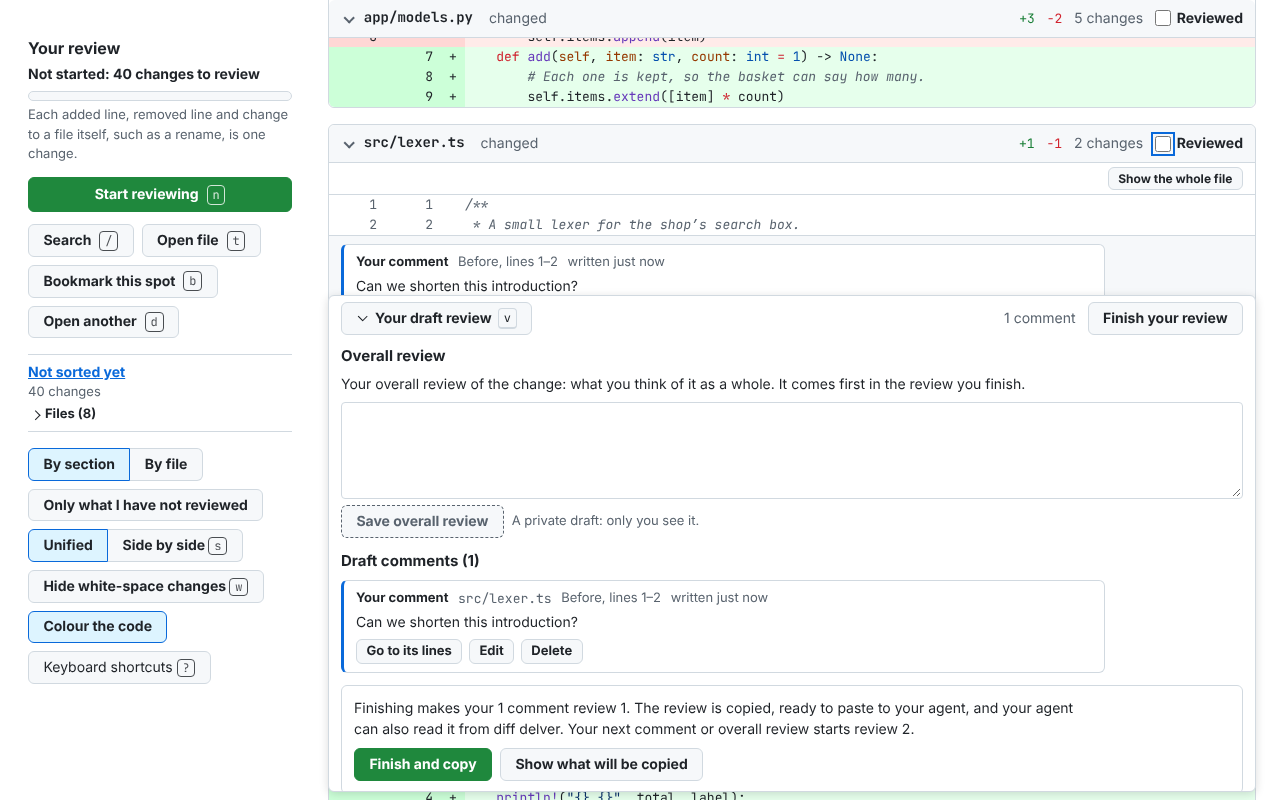 Your review
Not started: 40 changes to review
Each added line, removed line and change
to a file itself, such as a rename, is one
change.
Start reviewing n
Search / Open file t
Bookmark this spot b
Open another d
Not sorted yet
40 changes
Files (8)
By section By file
Only what I have not reviewed
Unified Side by side s
Hide white-space changes w
Colour the code
Keyboard shortcuts ?
app/models.py changed +3 -2 5 changes Reviewed
self.items.append(item)
7 + def add(self, item: str, count: int = 1) -> None:
8 + # Each one is kept, so the basket can say how many.
9 + self.items.extend([item] * count)
src/lexer.ts changed +1 -1 2 changes Reviewed
Show the whole file
1 1 /**
2 2 * A small lexer for the shop’s search box.
Your comment Before, lines 1–2 written just now
Can we shorten this introduction?
Your draft review v 1 comment Finish your review
Overall review
Your overall review of the change: what you think of it as a whole. It comes first in the review you finish.
Save overall review A private draft: only you see it.
Draft comments (1)
Your comment src/lexer.ts Before, lines 1–2 written just now
Can we shorten this introduction?
Go to its lines Edit Delete
Finishing makes your 1 comment review 1. The review is copied, ready to paste to your agent, and your agent
can also read it from diff delver. Your next comment or overall review starts review 2.
Finish and copy Show what will be copied
4 + println!("{} {}", total, label);